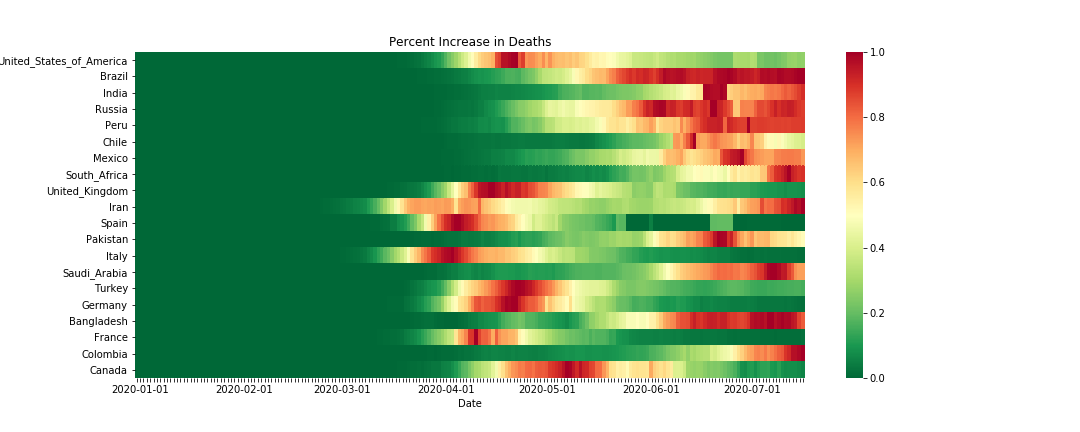 Percent Increase in Deaths
United_States_of_America
Brazil
India
Russia
Peru
Chile
Mexico
South_Africa
United_Kingdom
Iran
Spain
Pakistan
Italy
Saudi_Arabia
Turkey
Germany
Bangladesh
France
Colombia
Canada
2020-01-01 2020-02-01 2020-03-01 2020-04-01 2020-05-01 2020-06-01 2020-07-01
Date
1.0
0.8
0.6
0.4
0.2
0.0